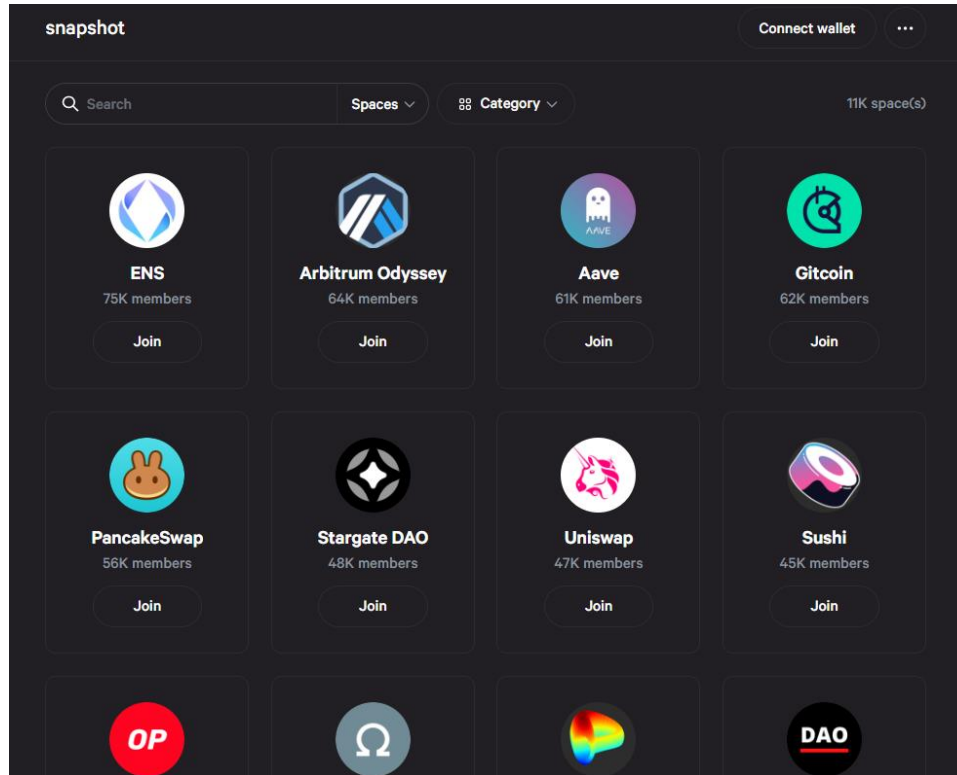 snapshot
Connect wallet
Search
Spaces
Category
11K space(s)
AAVE
ENS
Arbitrum Odyssey
Aave
Gitcoin
75K members
64K members
61K members
62K members
Join
Join
Join
Join
PancakeSwap
Stargate DAO
Uniswap
Sushi
56K members
48K members
47K members
45K members
Join
Join
Join
Join
OP
Ω
DAO